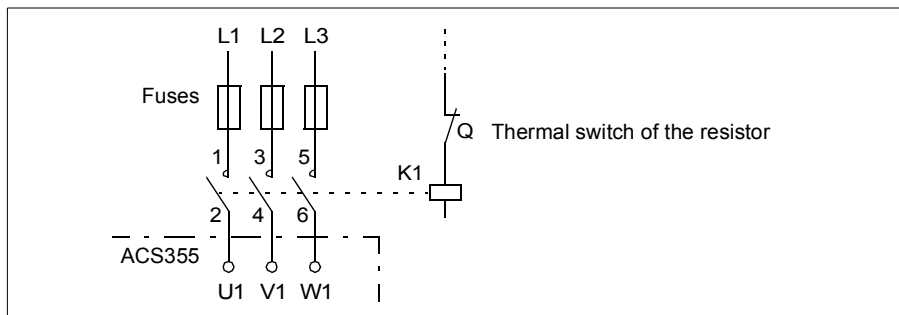 L1 L2 L3
Fuses
Q Thermal switch of the resistor
1 3 5
K1
2 4 6
ACS355
U1 V1 W1